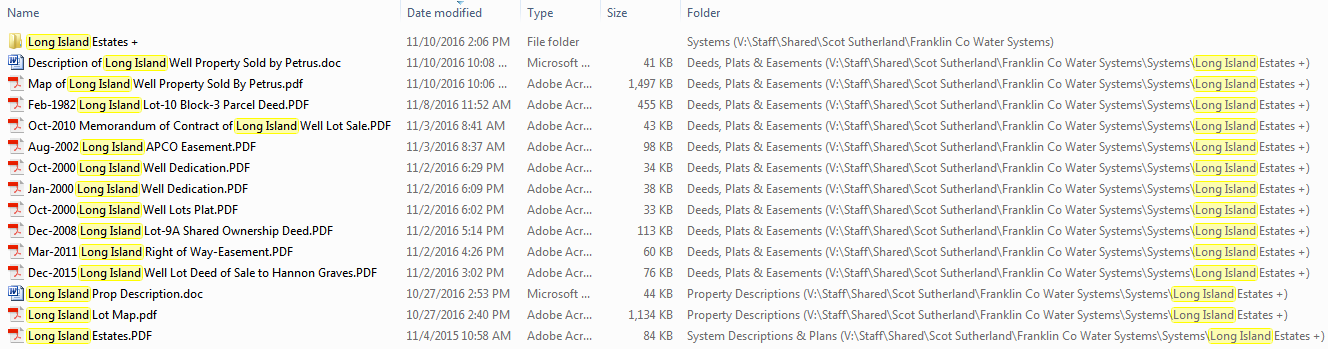 Name Date modified Type Size Folder
Long Island Estates + 11/10/2016 2:06 PM File folder Systems (V:\Staff\Shared\Scot Sutherland\Franklin Co Water Systems)
Description of Long Island Well Property Sold by Petrus.doc 11/10/2016 10:08 ... Microsoft ... 41 KB Deeds, Plats & Easements (V:\Staff\Shared\Scot Sutherland\Franklin Co Water Systems\Systems\Long Island Estates +)
Map of Long Island Well Property Sold By Petrus.pdf 11/10/2016 10:06 ... Adobe Acr... 1,497 KB Deeds, Plats & Easements (V:\Staff\Shared\Scot Sutherland\Franklin Co Water Systems\Systems\Long Island Estates +)
Feb-1982 Long Island Lot-10 Block-3 Parcel Deed.PDF 11/8/2016 11:52 AM Adobe Acr... 455 KB Deeds, Plats & Easements (V:\Staff\Shared\Scot Sutherland\Franklin Co Water Systems\Systems\Long Island Estates +)
Oct-2010 Memorandum of Contract of Long Island Well Lot Sale.PDF 11/3/2016 8:41 AM Adobe Acr... 43 KB Deeds, Plats & Easements (V:\Staff\Shared\Scot Sutherland\Franklin Co Water Systems\Systems\Long Island Estates +)
Aug-2002 Long Island APCO Easement.PDF 11/3/2016 8:37 AM Adobe Acr... 98 KB Deeds, Plats & Easements (V:\Staff\Shared\Scot Sutherland\Franklin Co Water Systems\Systems\Long Island Estates +)
Oct-2000 Long Island Well Dedication.PDF 11/2/2016 6:29 PM Adobe Acr... 34 KB Deeds, Plats & Easements (V:\Staff\Shared\Scot Sutherland\Franklin Co Water Systems\Systems\Long Island Estates +)
Jan-2000 Long Island Well Dedication.PDF 11/2/2016 6:09 PM Adobe Acr... 38 KB Deeds, Plats & Easements (V:\Staff\Shared\Scot Sutherland\Franklin Co Water Systems\Systems\Long Island Estates +)
Oct-2000.Long Island Well Lots Plat.PDF 11/2/2016 6:02 PM Adobe Acr... 33 KB Deeds, Plats & Easements (V:\Staff\Shared\Scot Sutherland\Franklin Co Water Systems\Systems\Long Island Estates +)
Dec-2008 Long Island Lot-9A Shared Ownership Deed.PDF 11/2/2016 5:14 PM Adobe Acr... 113 KB Deeds, Plats & Easements (V:\Staff\Shared\Scot Sutherland\Franklin Co Water Systems\Systems\Long Island Estates +)
Mar-2011 Long Island Right of Way-Easement.PDF 11/2/2016 4:26 PM Adobe Acr... 60 KB Deeds, Plats & Easements (V:\Staff\Shared\Scot Sutherland\Franklin Co Water Systems\Systems\Long Island Estates +)
Dec-2015 Long Island Well Lot Deed of Sale to Hannon Graves.PDF 11/2/2016 3:02 PM Adobe Acr... 76 KB Deeds, Plats & Easements (V:\Staff\Shared\Scot Sutherland\Franklin Co Water Systems\Systems\Long Island Estates +)
Long Island Prop Description.doc 10/27/2016 2:53 PM Microsoft ... 44 KB Property Descriptions (V:\Staff\Shared\Scot Sutherland\Franklin Co Water Systems\Systems\Long Island Estates +)
Long Island Lot Map.pdf 10/27/2016 2:40 PM Adobe Acr... 1,134 KB Property Descriptions (V:\Staff\Shared\Scot Sutherland\Franklin Co Water Systems\Systems\Long Island Estates +)
Long Island Estates.PDF 11/4/2015 10:58 AM Adobe Acr... 84 KB System Descriptions & Plans (V:\Staff\Shared\Scot Sutherland\Franklin Co Water Systems\Systems\Long Island Estates +)